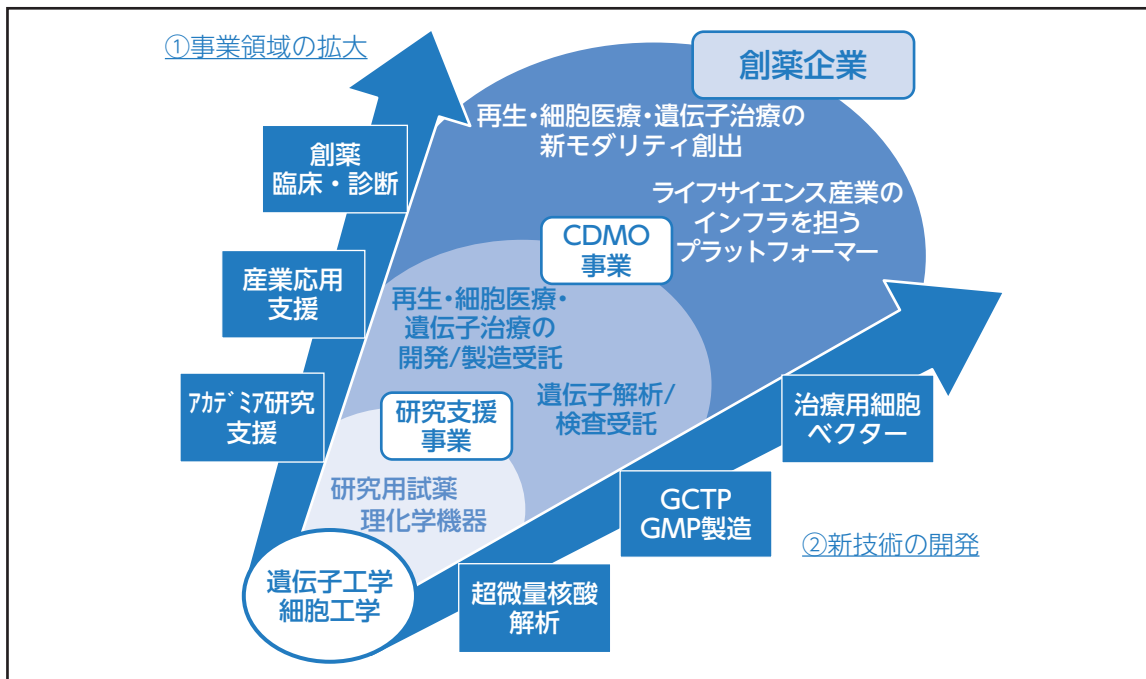 ①事業領域の拡大
創薬企業
再生・細胞医療・遺伝子治療の
新モダリティ創出
ライフサイエンス産業の
インフラを担う
プラットフォーマー
創薬
臨床・診断
CDMO
事業
産業応用
支援
再生・細胞医療・
遺伝子治療の
開発/製造受託
遺伝子解析/
検査受託
ｱｶﾃﾞﾐｱ研究
支援
研究支援
事業
治療用細胞
ベクター
研究用試薬
理化学機器
GCTP
GMP製造
②新技術の開発
遺伝子工学
細胞工学
超微量核酸
解析